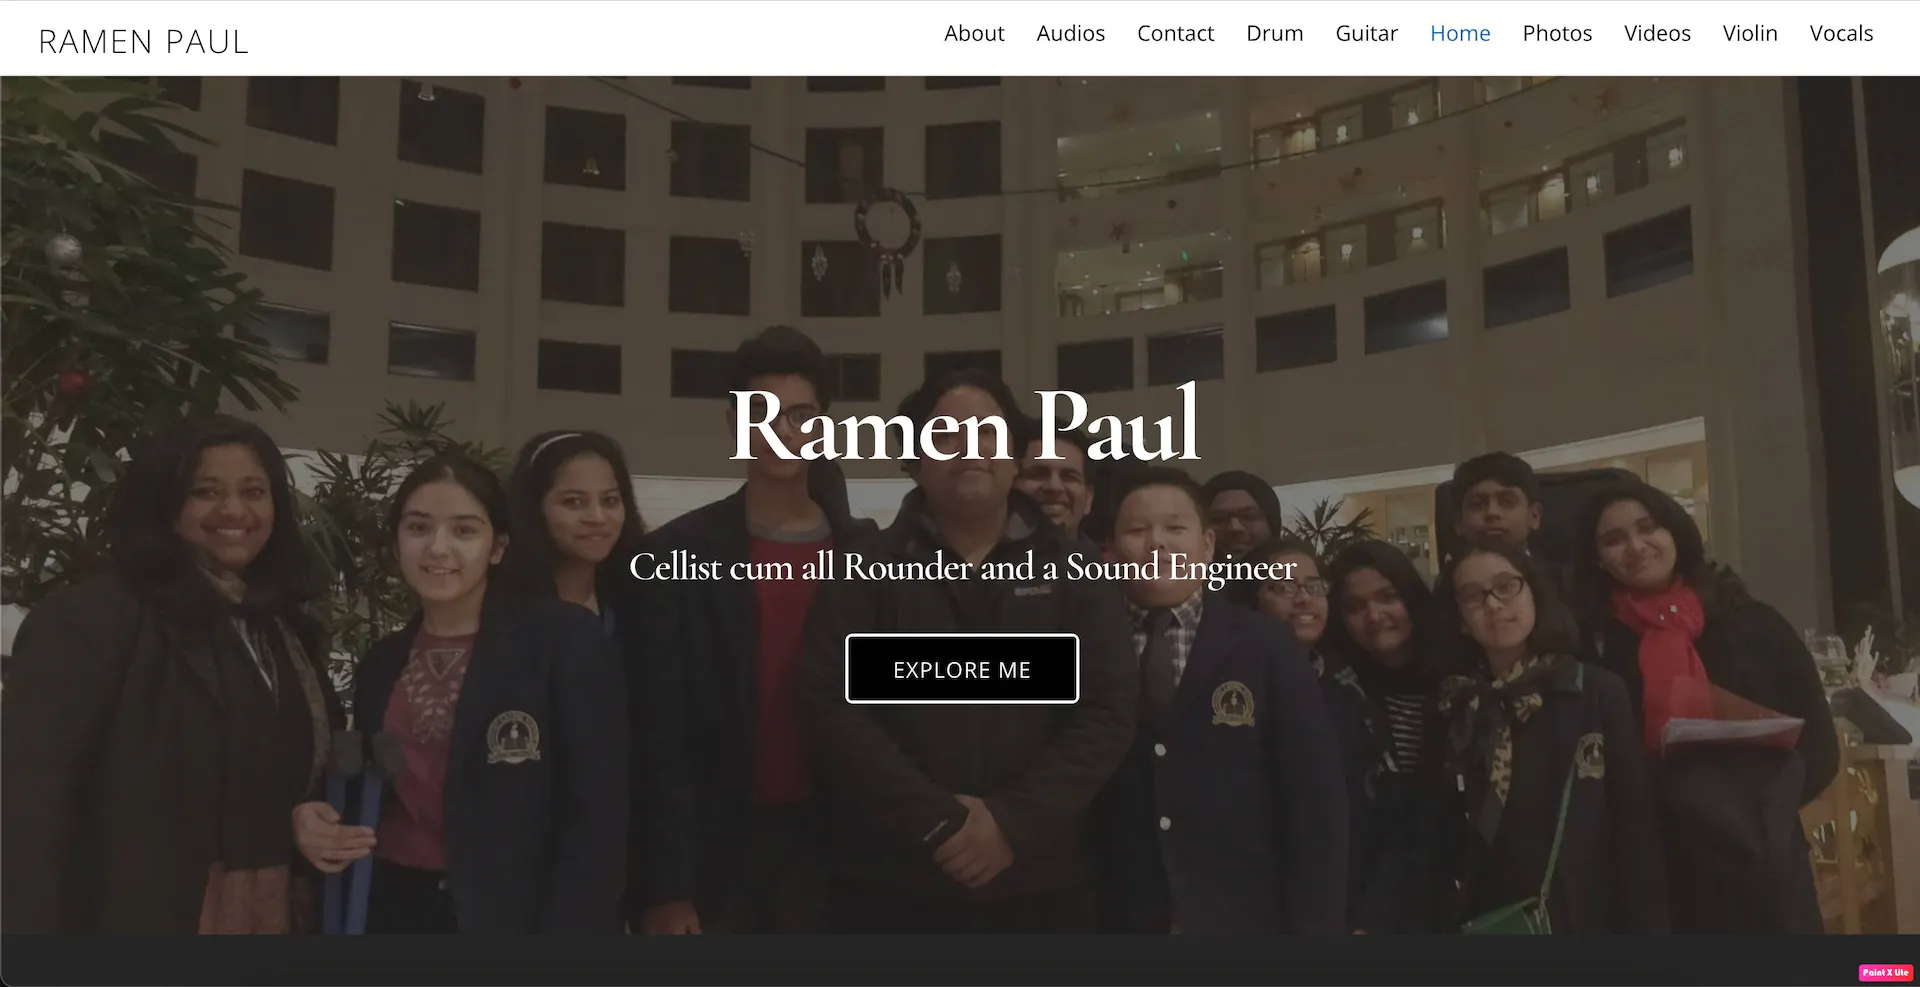 RAMEN PAUL
About Audios Contact Drum Guitar Home Photos Videos Violin Vocals
Ramen Paul
Cellist cum all Rounder and a Sound Engineer
EXPLORE ME
Paint X Lite